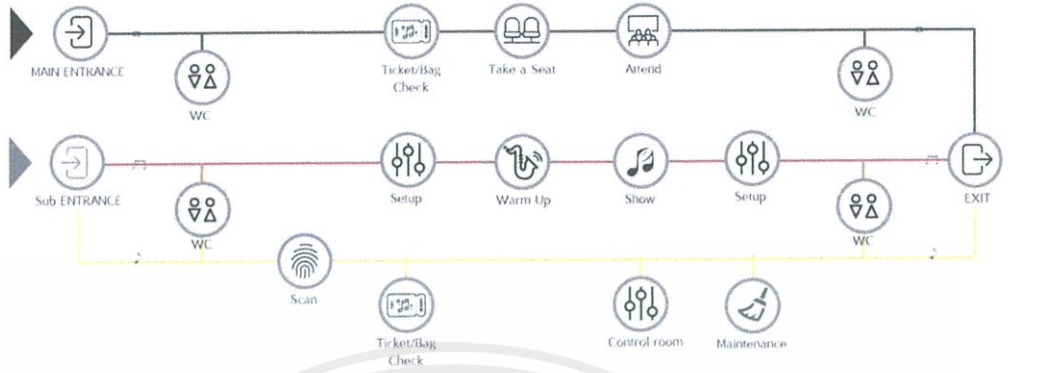 MAIN ENTRANCE
WC
Ticket/Bag
Check
Take a Seat
Attend
WC
Sub ENTRANCE
WC
Setup
Warm Up
Show
Setup
WC
EXIT
Scan
Ticket/Bag
Check
Control room
Maintenance